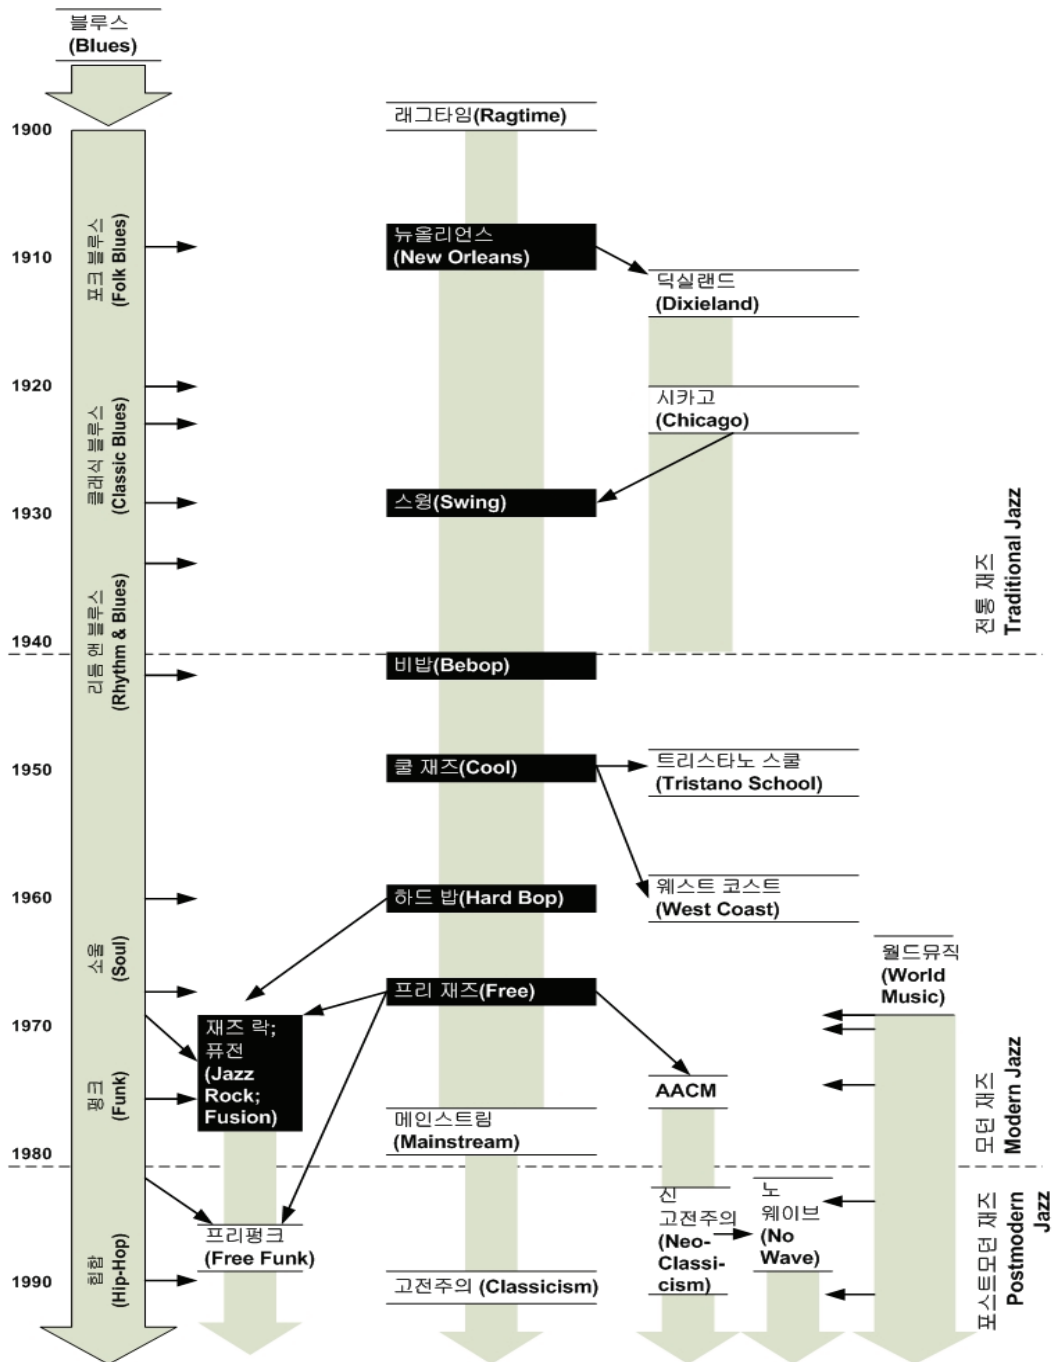 블루스
(Blues)
래그타임(Ragtime)
1900
포크 블루스
(Folk Blues)
뉴올리언스
(New Orleans)
1910
딕실랜드
(Dixieland)
1920
시카고
(Chicago)
클래식 블루스
(Classic Blues)
스윙(Swing)
1930
전통 재즈
Traditional Jazz
리듬 앤 블루스
(Rhythm & Blues)
1940
비밥(Bebop)
1950
쿨 재즈(Cool)
트리스타노 스쿨
(Tristano School)
1960
하드 밥(Hard Bop)
웨스트 코스트
(West Coast)
소울
(Soul)
월드뮤직
(World
Music)
프리 재즈(Free)
1970
재즈 락;
퓨전
(Jazz
Rock;
Fusion)
AACM
모던 재즈
Modern Jazz
펑크
(Funk)
메인스트림
(Mainstream)
1980
신
고전주의
(Neo-
Classi-
cism)
노
웨이브
(No
Wave)
프리펑크
(Free Funk)
포스트모던 재즈
Postmodern Jazz
힙합
(Hip-Hop)
1990
고전주의 (Classicism)